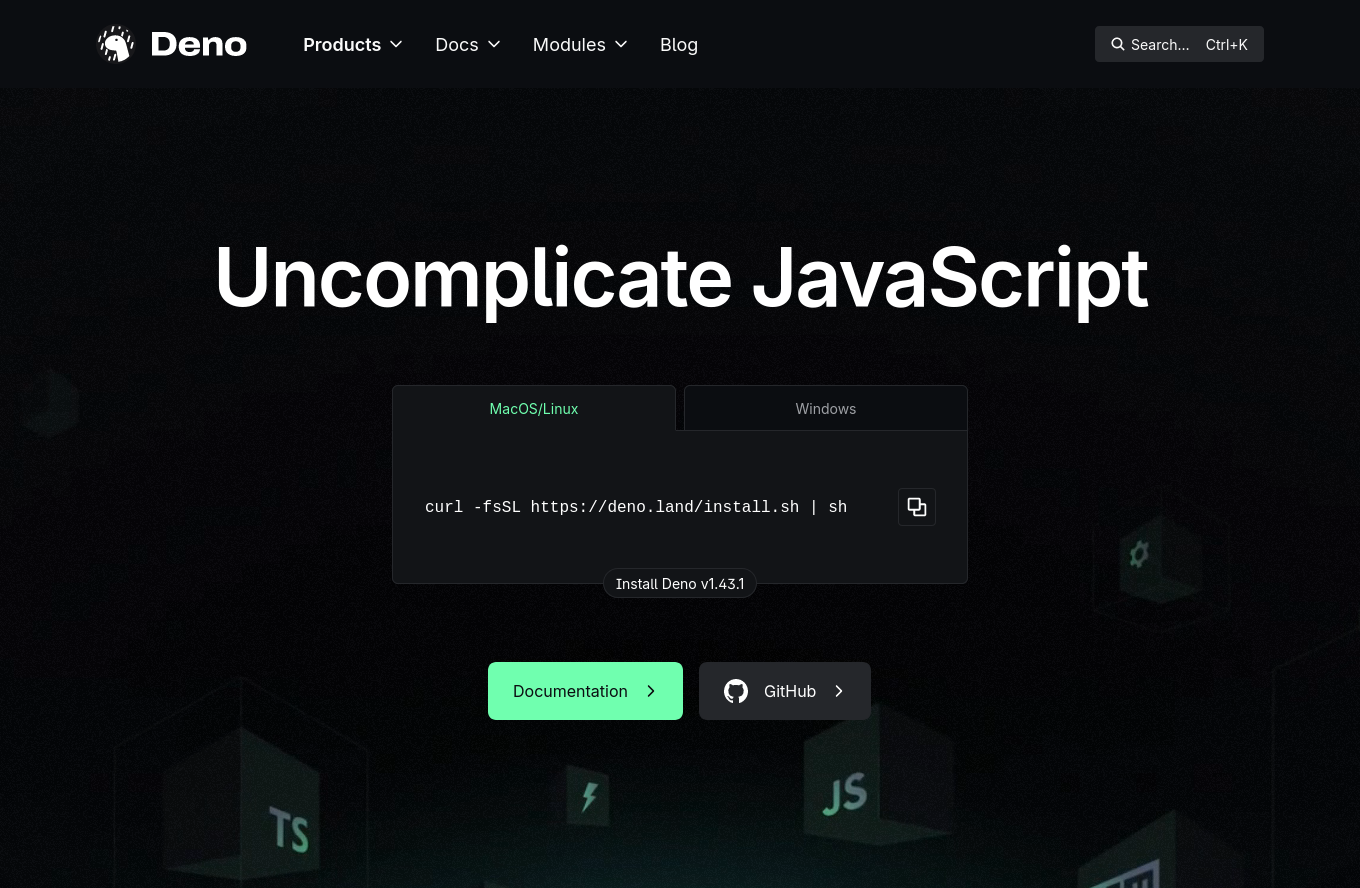 Deno
Products
Docs
Modules
Blog
Search...
Ctrl+K
Uncomplicate JavaScript
MacOS/Linux
Windows
curl -fsSL https://deno.land/install.sh | sh
Install Deno v1.43.1
Documentation
GitHub
TS
JS